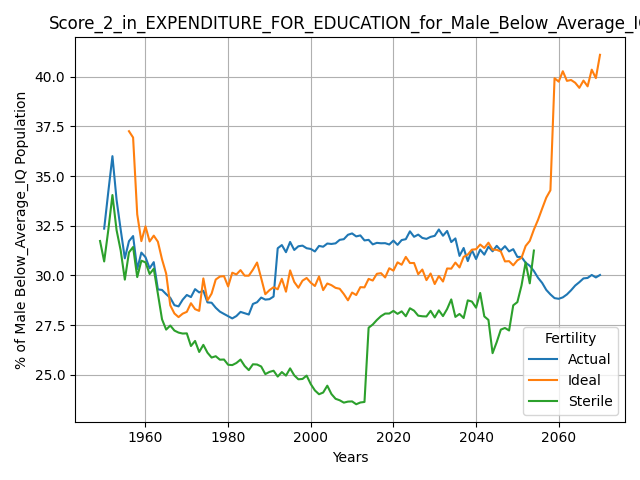 Score_2_in_EXPENDITURE_FOR_EDUCATION_for_Male_Below_Average_IQ
% of Male Below_Average_IQ Population
40.0
37.5
35.0
32.5
30.0
27.5
25.0
Fertility
Actual
Ideal
Sterile
1960
1980
2000
2020
2040
2060
Years